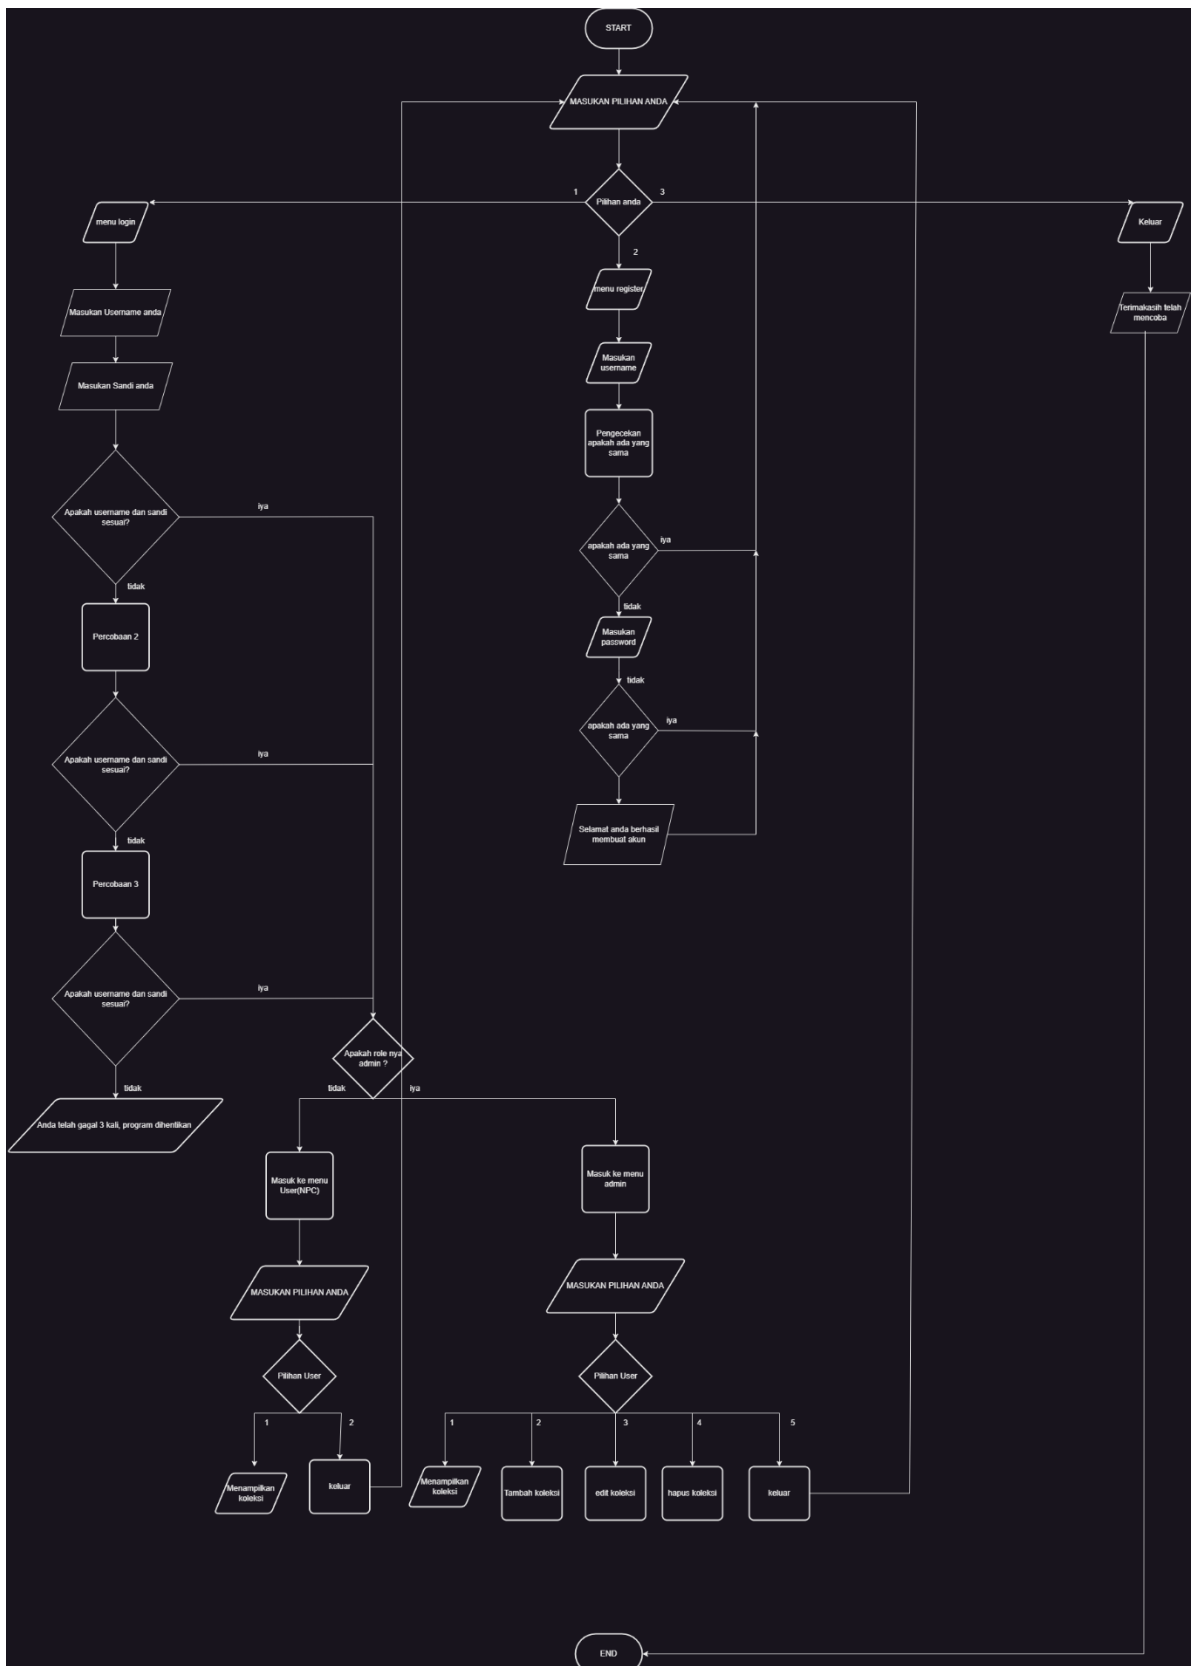 START
MASUKAN PILIHAN ANDA
1
Pilihan anda
3
menu login
Keluar
2
menu register
Masukan Username anda
Terimakasih telah
mencoba
Masukan
username
Masukan Sandi anda
Pengecekan
apakah ada yang
sama
Apakah username dan sandi
sesuai?
iya
apakah ada yang
sama
iya
tidak
tidak
Percobaan 2
Masukan
password
tidak
apakah ada yang
sama
iya
Apakah username dan sandi
sesuai?
iya
Selamat anda berhasil
membuat akun
tidak
Percobaan 3
Apakah username dan sandi
sesuai?
iya
Apakah role nya
admin ?
tidak
tidak
iya
Anda telah gagal 3 kali, program dihentikan
Masuk ke menu
User(NPC)
Masuk ke menu
admin
MASUKAN PILIHAN ANDA
MASUKAN PILIHAN ANDA
Pilihan User
Pilihan User
1
2
1
2
3
4
5
Menampilkan
koleksi
keluar
Menampilkan
koleksi
Tambah koleksi
edit koleksi
hapus koleksi
keluar
END